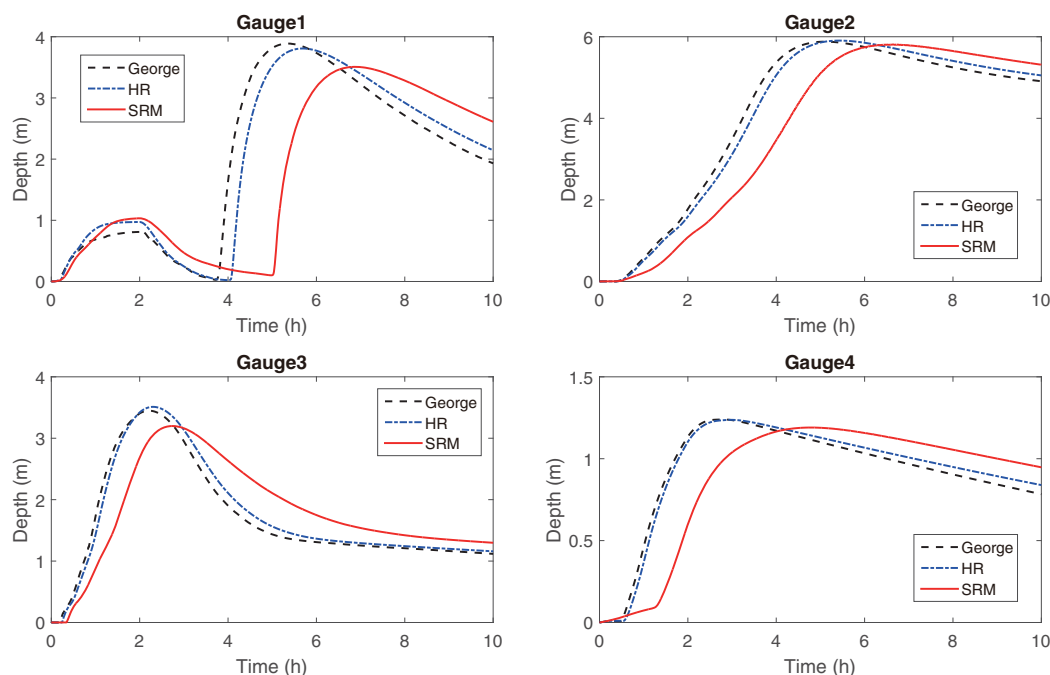 Gauge1
Depth (m)
4
3
2
1
0
George
HR
SRM
0 2 4 6 8 10
Time (h)
Gauge2
Depth (m)
6
4
2
0
George
HR
SRM
0 2 4 6 8 10
Time (h)
Gauge3
Depth (m)
4
3
2
1
0
George
HR
SRM
0 2 4 6 8 10
Time (h)
Gauge4
Depth (m)
1.5
1
0.5
0
George
HR
SRM
0 2 4 6 8 10
Time (h)